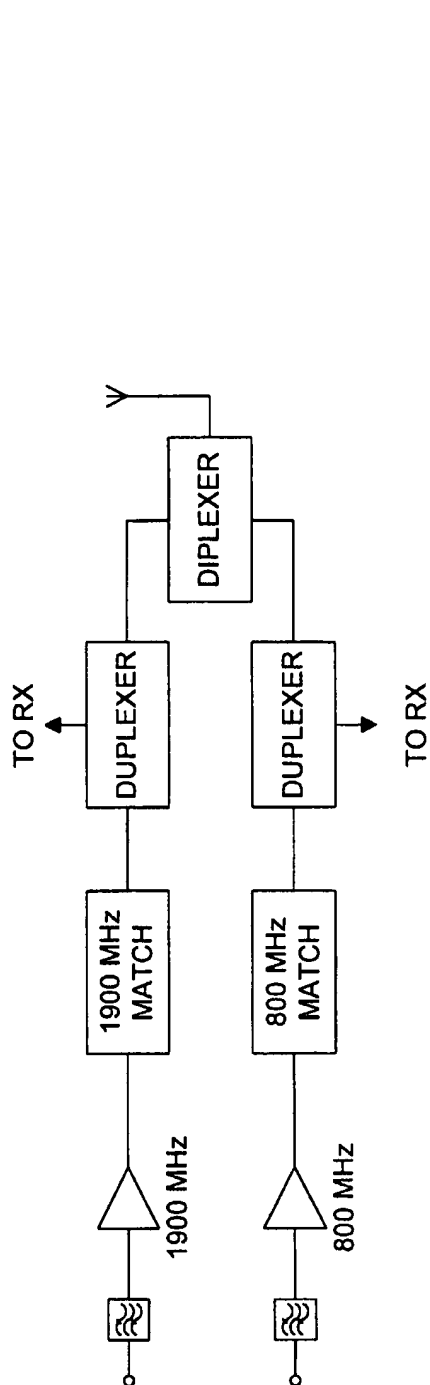 TO RX
1900 MHz
1900 MHz
MATCH
DUPLEXER
DIPLEXER
800 MHz
800 MHz
MATCH
DUPLEXER
TO RX